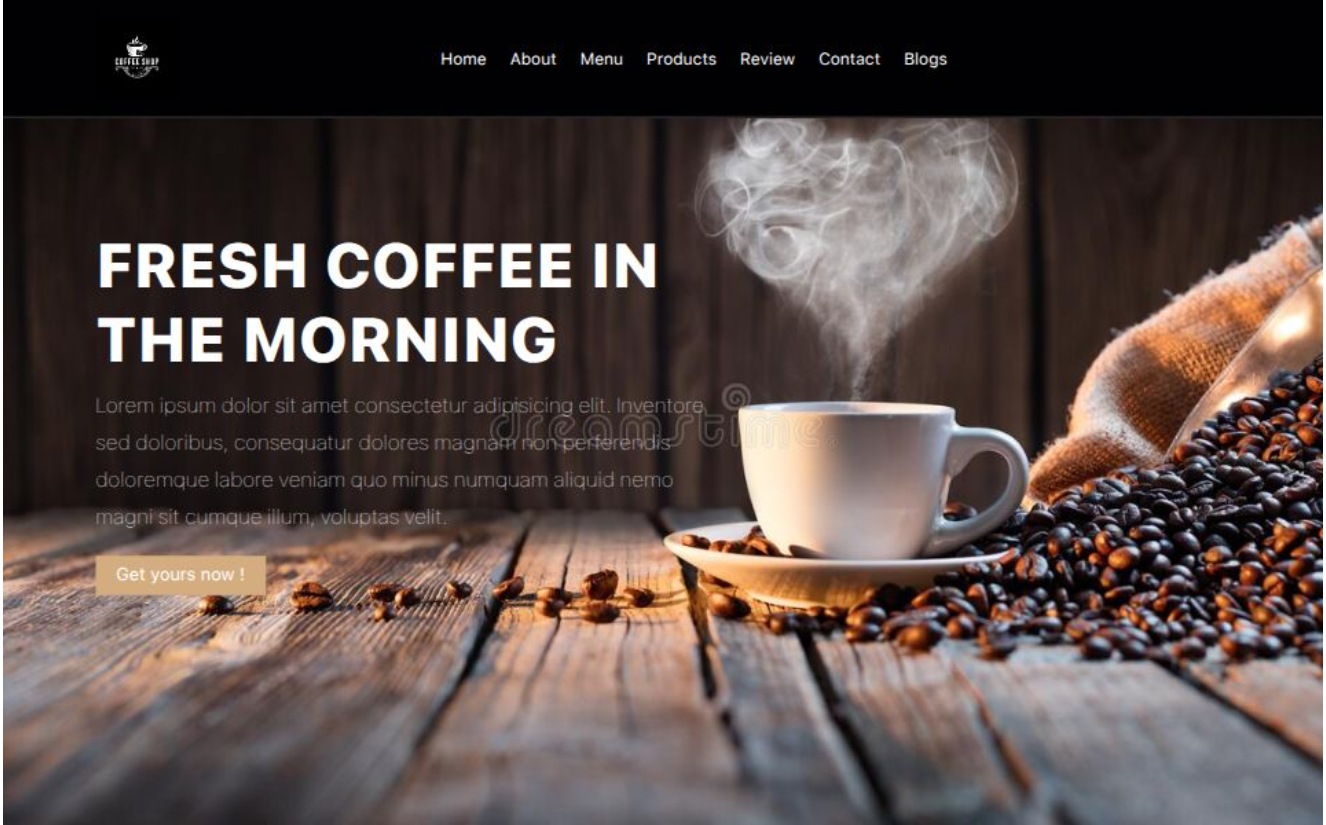 COFFEE SHOP
Home About Menu Products Review Contact Blogs
FRESH COFFEE IN
THE MORNING
Lorem ipsum dolor sit amet consectetur adipisicing elit. Inventore
sed doloribus, consequatur dolores magnam non perferendis
doloremque labore veniam quo minus numquam aliquid nemo
magni sit cumque illum, voluptas velit.
dreamstime.
Get yours now !